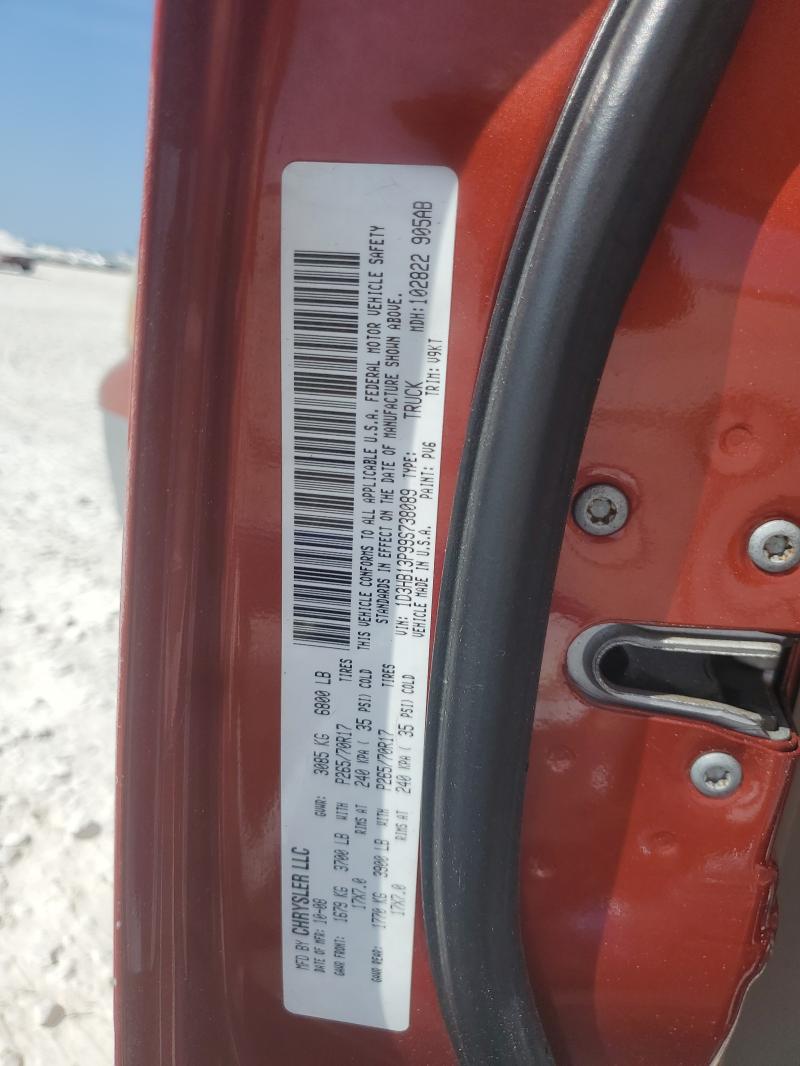 MFD BY CHRYSLER LLC
DATE OF MFR: 10-08 GVWR: 3085 KG 6800 LB
GAWR FRONT: 1679 KG 3700 LB WITH P265/70R17 TIRES
17X7.0 RIMS AT 240 KPA ( 35 PSI) COLD
GAWR REAR: 1770 KG 3900 LB WITH P265/70R17 TIRES
17X7.0 RIMS AT 240 KPA ( 35 PSI) COLD
THIS VEHICLE CONFORMS TO ALL APPLICABLE U.S.A. FEDERAL MOTOR VEHICLE SAFETY
STANDARDS IN EFFECT ON THE DATE OF MANUFACTURE SHOWN ABOVE.
VIN: 1D3HB13P99S738089 TYPE: TRUCK MDH: 102822 905AB
VEHICLE MADE IN U.S.A. PAINT: PV6 TRIM: V9KT